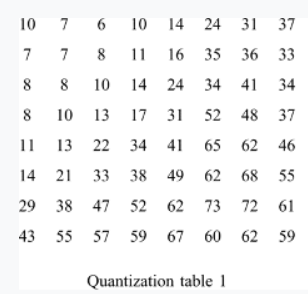 10 7 6 10 14 24 31 37
7 7 8 11 16 35 36 33
8 8 10 14 24 34 41 34
8 10 13 17 31 52 48 37
11 13 22 34 41 65 62 46
14 21 33 38 49 62 68 55
29 38 47 52 62 73 72 61
43 55 57 59 67 60 62 59
Quantization table 1